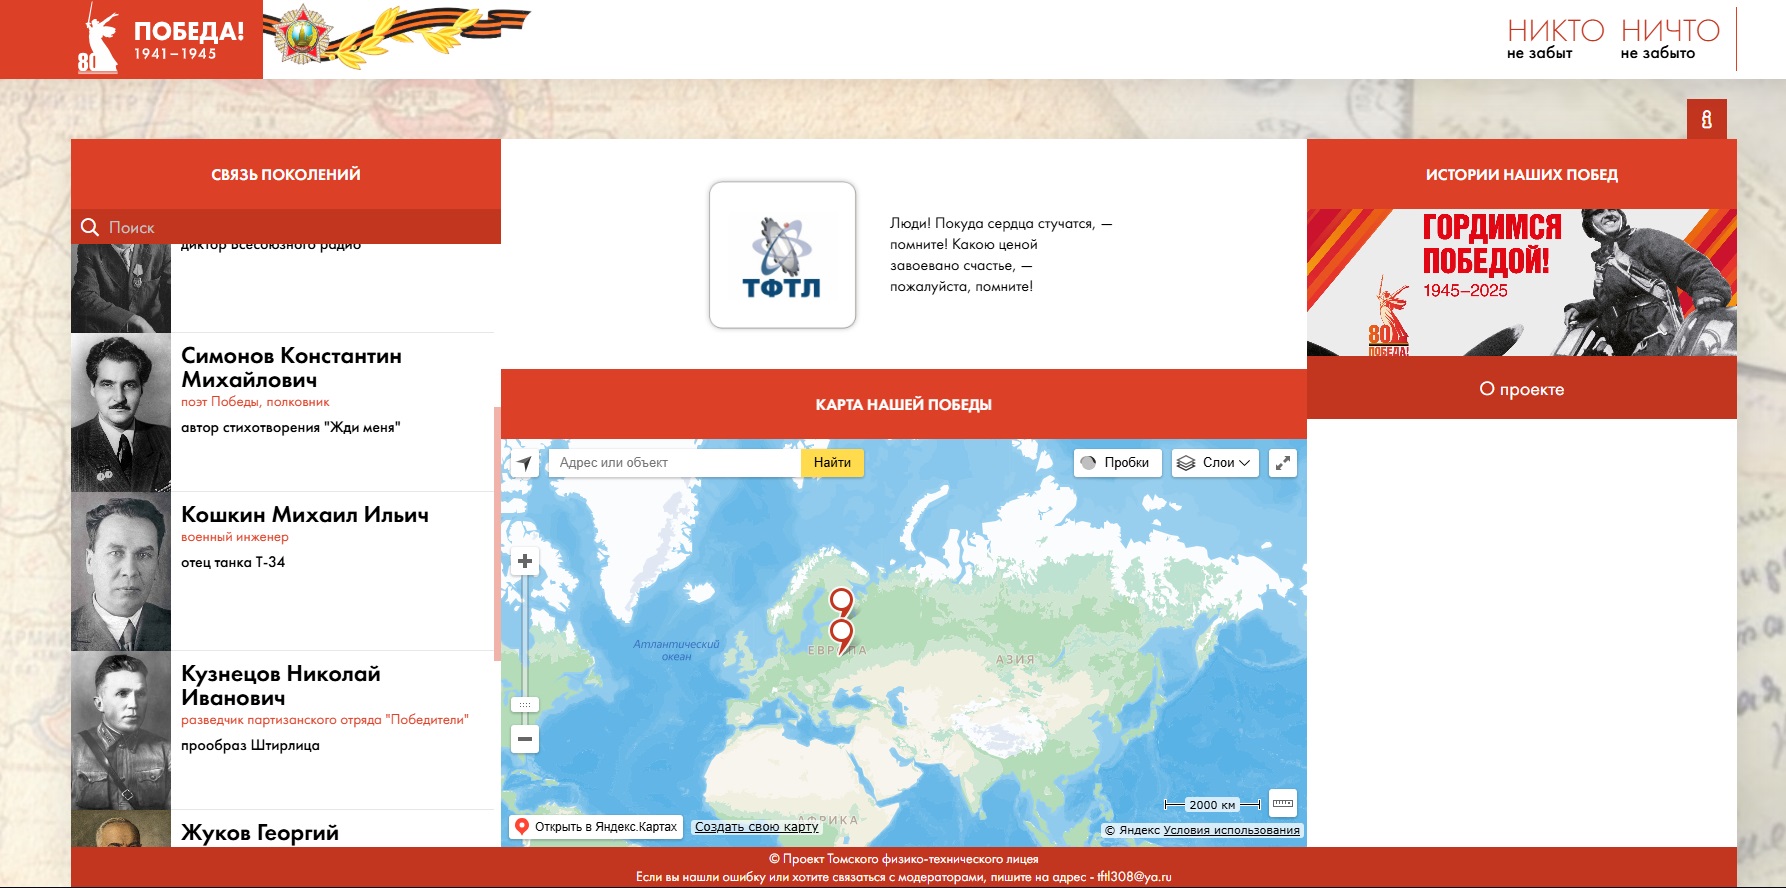 80
ПОБЕДА!
1941–1945
НИКТО
не забыт
НИЧТО
не забыто
СВЯЗЬ ПОКОЛЕНИЙ
Поиск
диктор Всесоюзного радио
Симонов Константин
Михайлович
поэт Победы, полковник
автор стихотворения "Жди меня"
Кошкин Михаил Ильич
военный инженер
отец танка Т-34
Кузнецов Николай
Иванович
разведчик партизанского отряда "Победители"
прообраз Штирлица
Жуков Георгий
ТФТЛ
Люди! Покуда сердца стучатся, —
помните! Какою ценой
завоевано счастье, —
пожалуйста, помните!
КАРТА НАШЕЙ ПОБЕДЫ
Адрес или объект
Найти
Пробки
Слои
Атлантический
океан
ЕВРОПА
АЗИЯ
АФРИКА
2000 км
Открыть в Яндекс.Картах
Создать свою карту
© Яндекс Условия использования
ИСТОРИИ НАШИХ ПОБЕД
ГОРДИМСЯ
ПОБЕДОЙ!
1945–2025
80
ПОБЕДА!
О проекте
© Проект Томского физико-технического лицея
Если вы нашли ошибку или хотите связаться с модераторами, пишите на адрес - tftl308@ya.ru